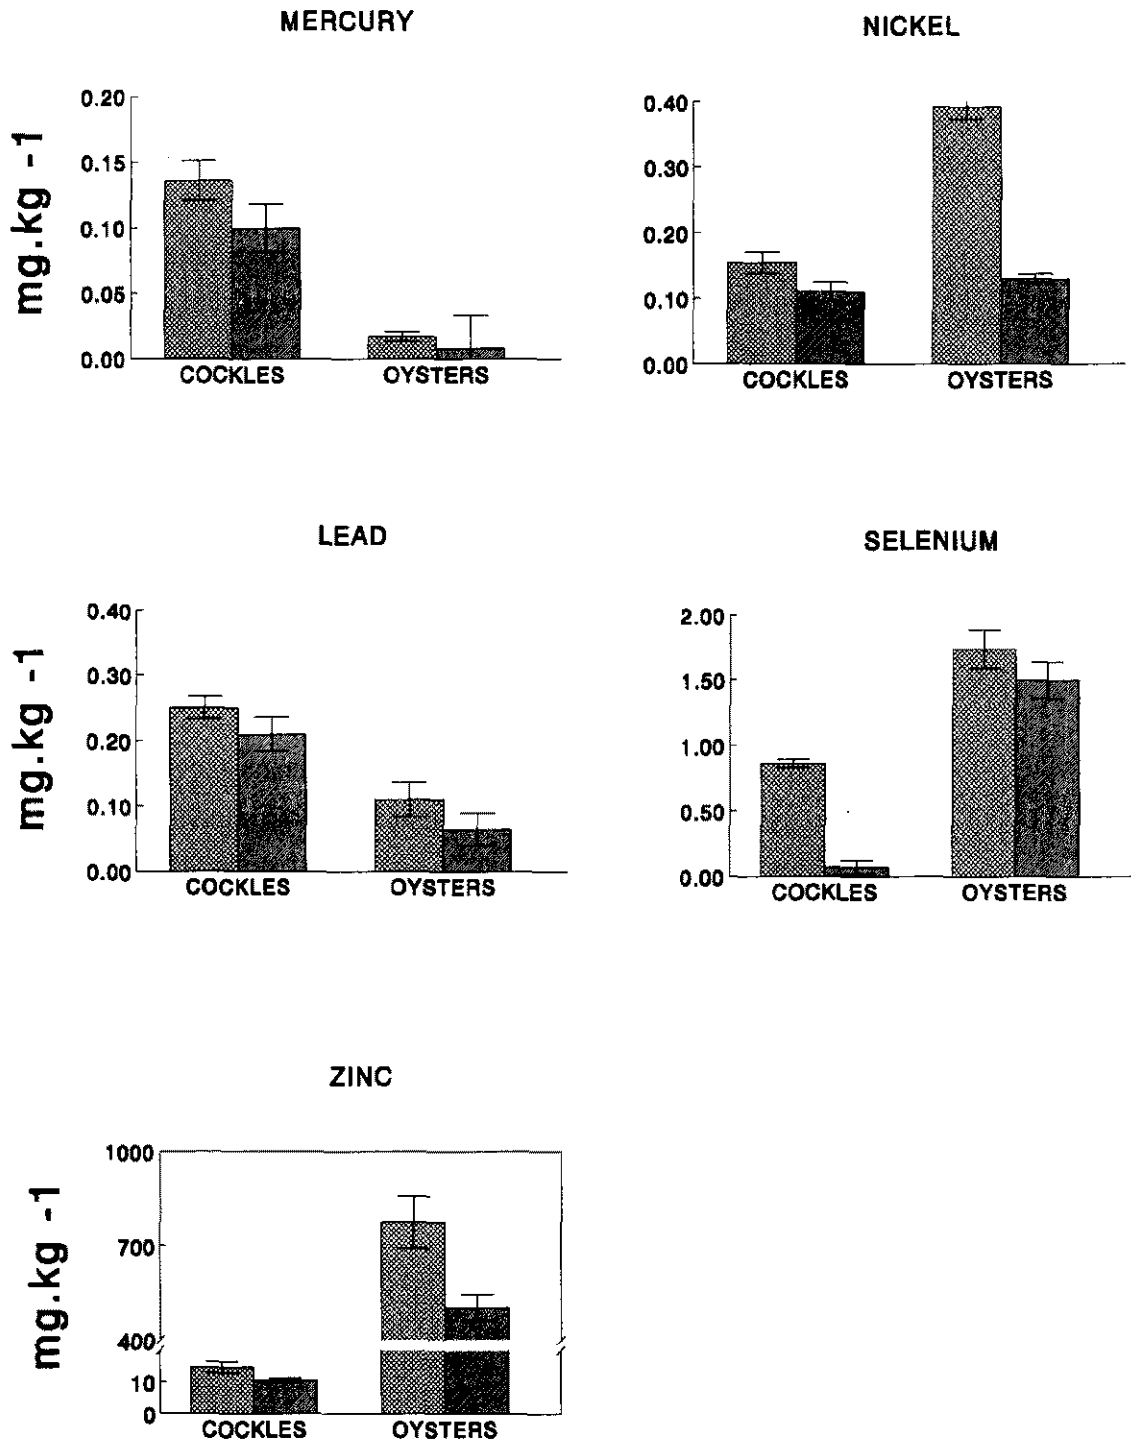 MERCURY
mg.kg -1
0.20
0.15
0.10
0.05
0.00
COCKLES
OYSTERS
NICKEL
0.40
0.30
0.20
0.10
0.00
COCKLES
OYSTERS
LEAD
mg.kg -1
0.40
0.30
0.20
0.10
0.00
COCKLES
OYSTERS
SELENIUM
2.00
1.50
1.00
0.50
0.00
COCKLES
OYSTERS
ZINC
mg.kg -1
1000
700
400
10
0
COCKLES
OYSTERS